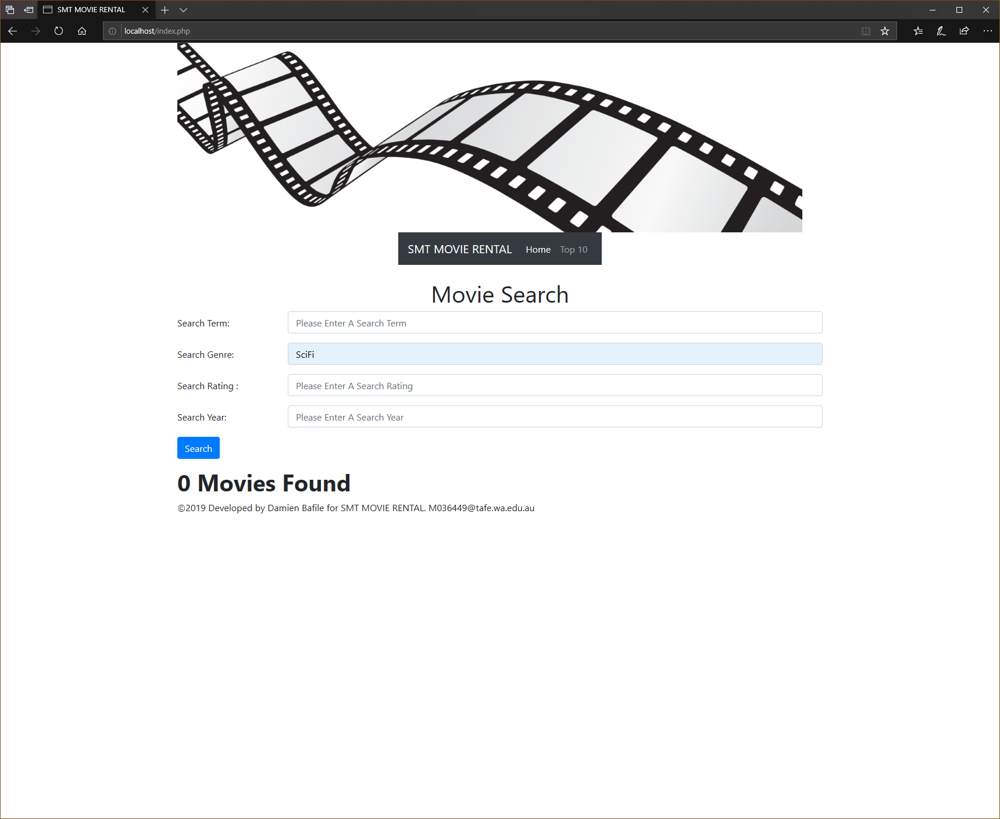 SMT MOVIE RENTAL
localhost/index.php
SMT MOVIE RENTAL Home Top 10
Movie Search
Search Term: Please Enter A Search Term
Search Genre: SciFi
Search Rating : Please Enter A Search Rating
Search Year: Please Enter A Search Year
Search
0 Movies Found
©2019 Developed by Damien Bafile for SMT MOVIE RENTAL. M036449@tafe.wa.edu.au